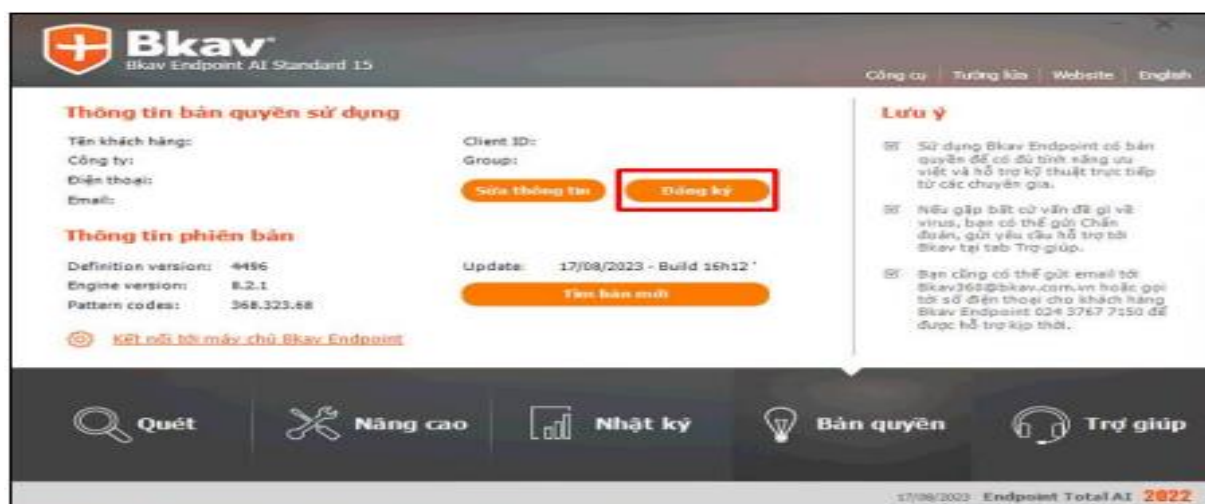 Bkav
Bkav Endpoint AI Standard 15
Công cụ | Tường lửa | Website | English
Thông tin bản quyền sử dụng
Tên khách hàng:
Công ty:
Điện thoại:
Email:
Client ID:
Group:
Sửa thông tin
Đăng ký
Thông tin phiên bản
Definition version: 4496
Engine version: 8.2.1
Pattern codes: 368.323.68
Update: 17/08/2023 - Build 16h12
Tìm bản mới
Kết nối tới máy chủ Bkav Endpoint
Lưu ý
Sử dụng Bkav Endpoint có bản
quyền để có đủ tính năng ưu
việt và hỗ trợ kỹ thuật trực tiếp
từ các chuyên gia.
Nếu gặp bất cứ vấn đề gì về
virus, bạn có thể gửi Chẩn
đoán, gửi yêu cầu hỗ trợ tới
Bkav tại tab Trợ giúp.
Bạn cũng có thể gửi email tới
Bkav368@bkav.com.vn hoặc gọi
tới số điện thoại cho khách hàng
Bkav Endpoint 024 3767 7150 để
được hỗ trợ kịp thời.
Quét
Nâng cao
Nhật ký
Bản quyền
Trợ giúp
17/08/2023 Endpoint Total AI 2022